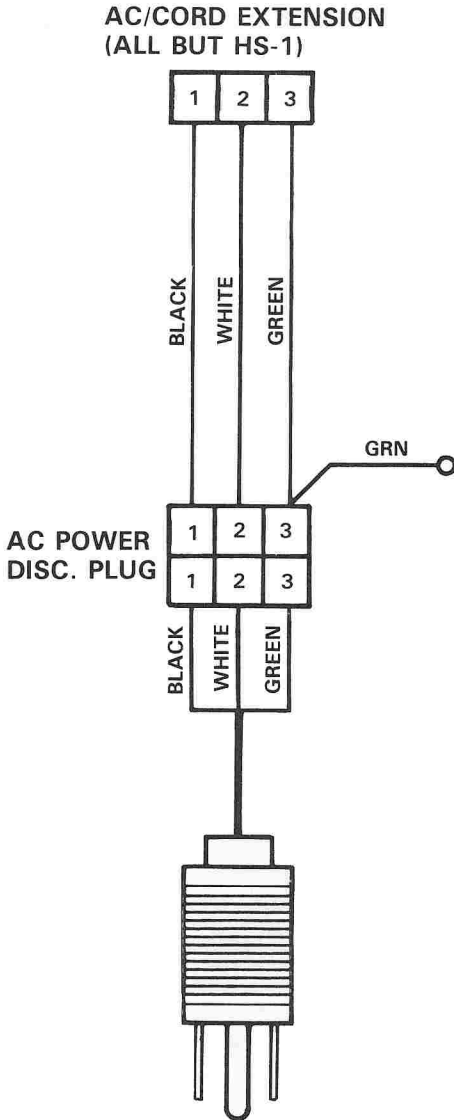 AC/CORD EXTENSION
(ALL BUT HS-1)
1 2 3
BLACK WHITE GREEN
GRN
AC POWER
DISC. PLUG
1 2 3
1 2 3
BLACK WHITE GREEN